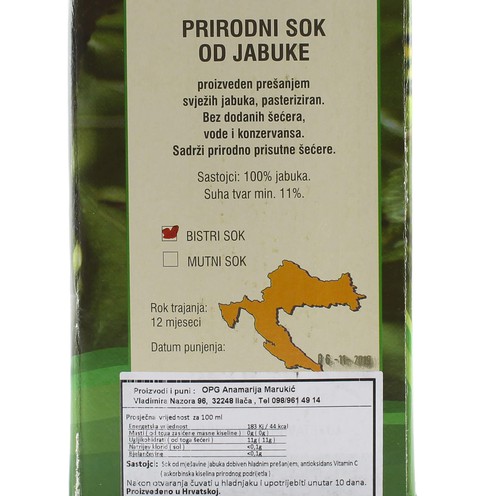 PRIRODNI SOK
OD JABUKE
proizveden prešanjem
svježih jabuka, pasteriziran.
Bez dodanih šećera,
vode i konzervansa.
Sadrži prirodno prisutne šećere.
Sastojci: 100% jabuka.
Suha tvar min. 11%.
BISTRI SOK
MUTNI SOK
Rok trajanja:
12 mjeseci
Datum punjenja:
06.-11-2019
Proizvodi i puni : OPG Anamarija Marukić
Vladimira Nazora 96, 32248 Ilača , Tel 098/961 49 14
Prosječna vrijednost za 100 ml
Energetska vrijednost 183 KJ / 44 kcal
Masti ( od toga zasićene masne kiseline ) 0g ( 0g )
Ugljikohidrati ( od toga šećeri ) 11g ( 11g )
Natrijev klorid ( sol ) <0,1g
Bjelančevine <0,1g
Sastojci: Sok od mješavine jabuka dobiven hladnim prešanjem, antioksidans Vitamin C
( askorbinska kiselina prirodnog podrijetla )
Nakon otvaranja čuvati u hladnjaku i upotrijebiti unutar 10 dana.
Proizvedeno u Hrvatskoj.